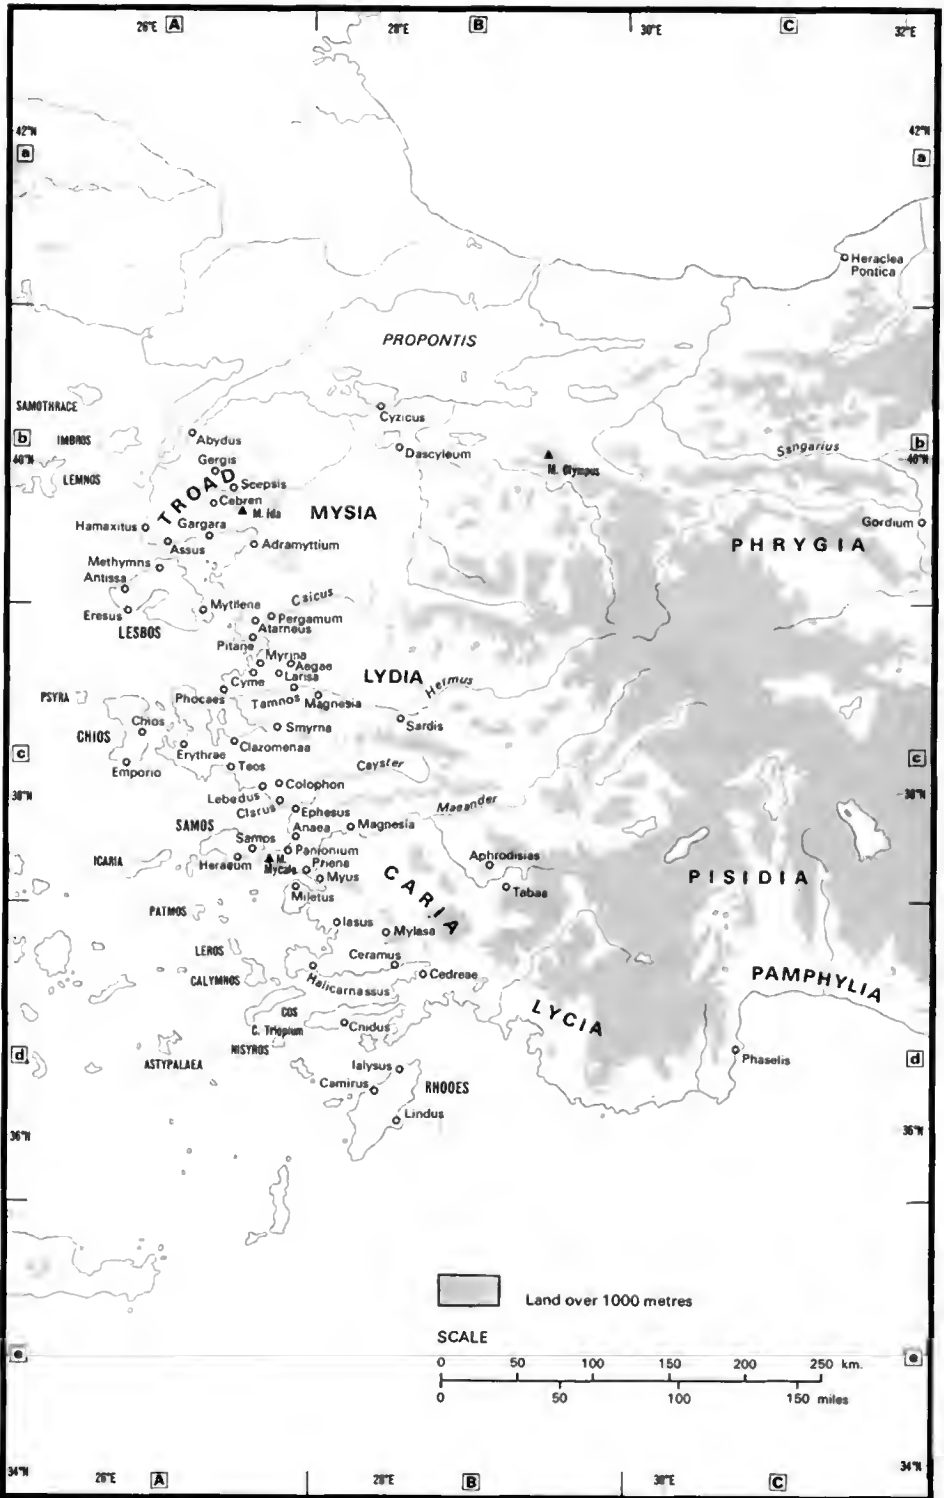 26°E A 28°E B 30°E C 32°E
42°N 42°N
a a
Heraclea
Pontica
PROPONTIS
SAMOTHRACE
Cyzicus
b IMBROS Abydus Sangarius b
40°N Dascyleum M. Olympus 40°N
LEMNOS Gergis
TROAD Scepsis
Cebren
M. Ida
MYSIA
Hamaxitus Gargara Gordium
Assus Adramyttium PHRYGIA
Methymns
Antissa
Eresus Mytilene Caicus
Pergamum
LESBOS Atarneus
Pitane
Myrina
Aegae
Cyme Larisa LYDIA Hermus
PSYRA Phocaes Tamnos Magnesia
Chios Smyrna Sardis
CHIOS
Erythrae Clazomenae
c Emporio Teos Cayster c
Colophon
38°N Lebedus 38°N
Clarus Ephesus Maeander
SAMOS Anaea Magnesia
Samos Panionium
ICARIA Heraeum M.
Mycale Priene Aphrodisias
Myus CARIA PISIDIA
Miletus Tabae
PATMOS
Iasus Mylasa
LEROS Ceramus
CALYMNOS Halicarnassus Cedreae PAMPHYLIA
COS LYCIA
C. Triopium Cnidus
NISYROS
d ASTYPALAEA Phaselis d
Ialysus
Camirus RHODES
Lindus
36°N 36°N
Land over 1000 metres
SCALE
e e
0 50 100 150 200 250 km.
0 50 100 150 miles
34°N 34°N
26°E A 28°E B 30°E C